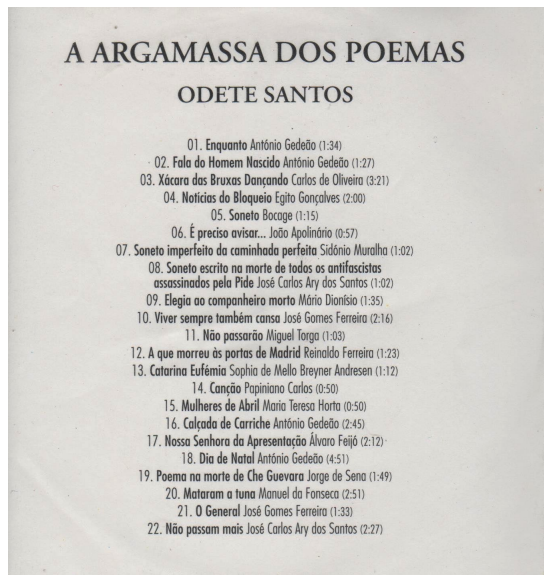 A ARGAMASSA DOS POEMAS
ODETE SANTOS
01. Enquanto António Gedeão (1:34)
02. Fala do Homem Nascido António Gedeão (1:27)
03. Xácara das Bruxas Dançando Carlos de Oliveira (3:21)
04. Notícias do Bloqueio Egito Gonçalves (2:00)
05. Soneto Bocage (1:15)
06. É preciso avisar... João Apolinário (0:57)
07. Soneto imperfeito da caminhada perfeita Sidónio Muralha (1:02)
08. Soneto escrito na morte de todos os antifascistas
assassinados pela Pide José Carlos Ary dos Santos (1:02)
09. Elegia ao companheiro morto Mário Dionísio (1:35)
10. Viver sempre também cansa José Gomes Ferreira (2:16)
11. Não passarão Miguel Torga (1:03)
12. A que morreu às portas de Madrid Reinaldo Ferreira (1:23)
13. Catarina Eufémia Sophia de Mello Breyner Andresen (1:12)
14. Canção Papiniano Carlos (0:50)
15. Mulheres de Abril Maria Teresa Horta (0:50)
16. Calçada de Carriche António Gedeão (2:45)
17. Nossa Senhora da Apresentação Álvaro Feijó (2:12)
18. Dia de Natal António Gedeão (4:51)
19. Poema na morte de Che Guevara Jorge de Sena (1:49)
20. Mataram a tuna Manuel da Fonseca (2:51)
21. O General José Gomes Ferreira (1:33)
22. Não passam mais José Carlos Ary dos Santos (2:27)